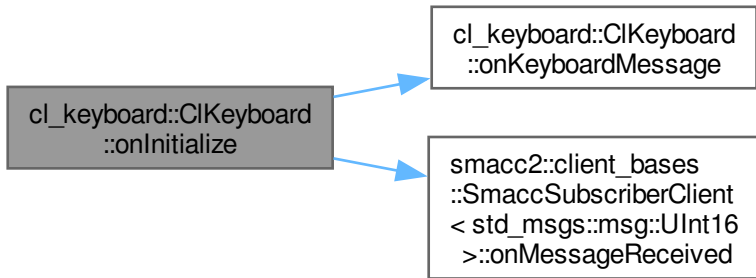 cl_keyboard::ClKeyboard
::onInitialize
cl_keyboard::ClKeyboard
::onKeyboardMessage
smacc2::client_bases
::SmaccSubscriberClient
< std_msgs::msg::UInt16
>::onMessageReceived